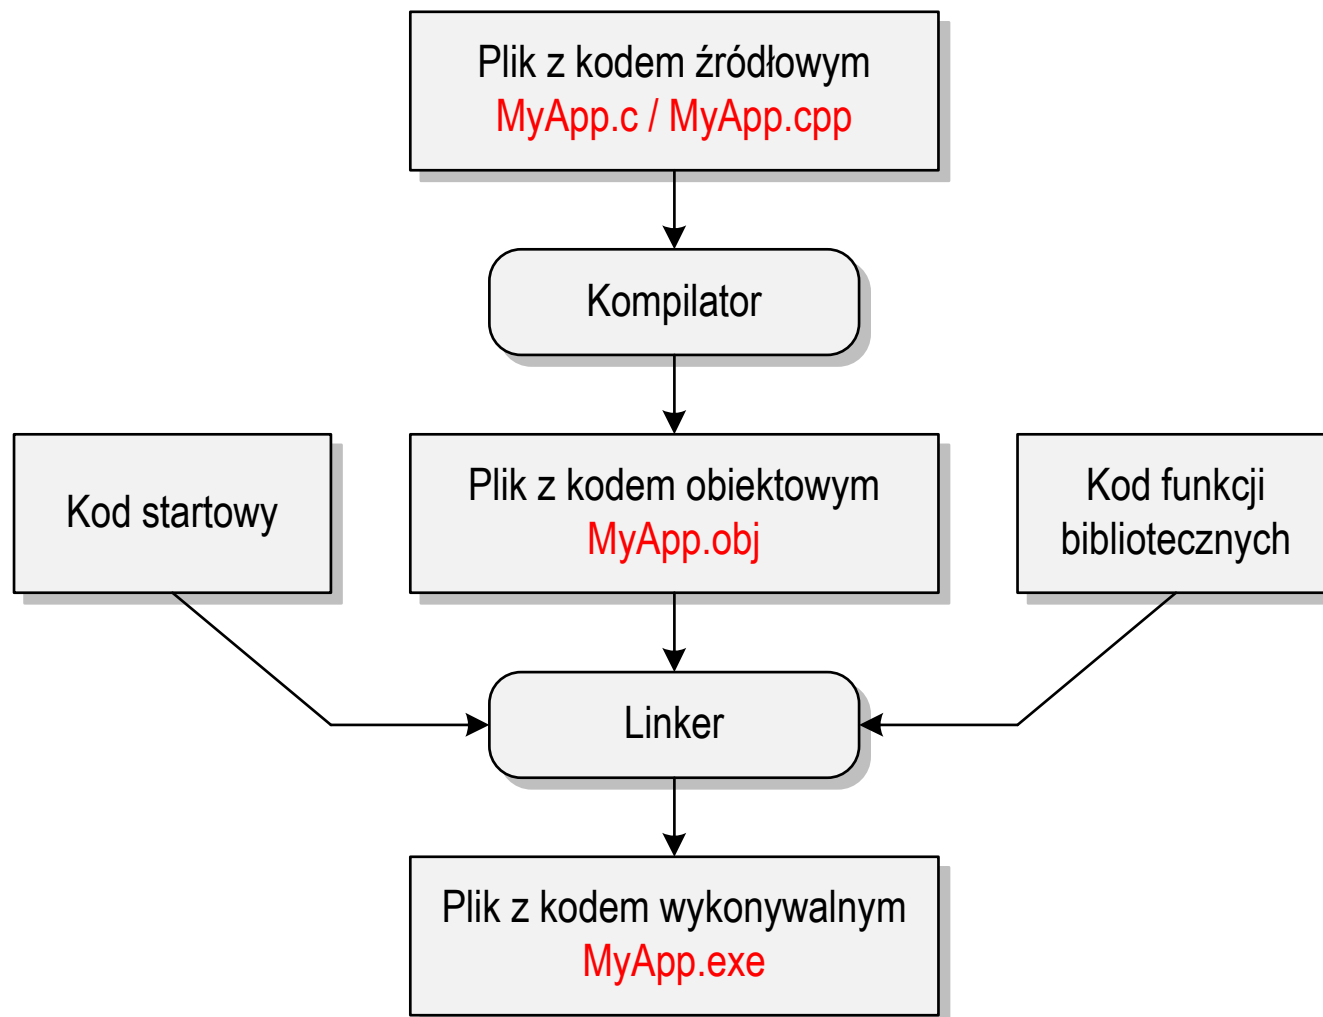 Plik z kodem źródłowym
MyApp.c / MyApp.cpp
Kompilator
Kod startowy
Plik z kodem obiektowym
MyApp.obj
Kod funkcji
bibliotecznych
Linker
Plik z kodem wykonywalnym
MyApp.exe